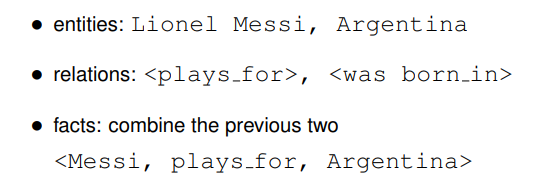 • entities: Lionel Messi, Argentina
• relations: <plays_for>, <was born_in>
• facts: combine the previous two
<Messi, plays_for, Argentina>